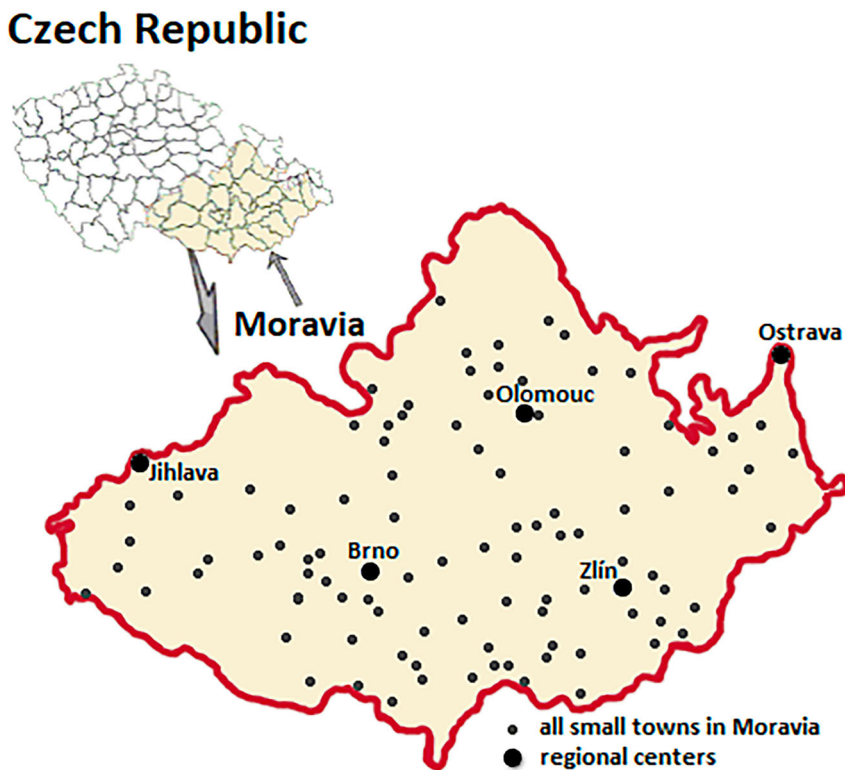 Czech Republic
Moravia
Ostrava
Olomouc
Jihlava
Brno
Zlín
all small towns in Moravia
regional centers